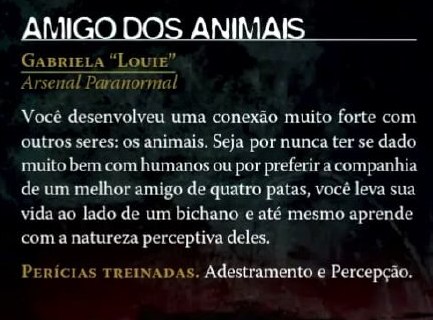 AMIGO DOS ANIMAIS
GABRIELA "LOUIE"
Arsenal Paranormal
Você desenvolveu uma conexão muito forte com
outros seres: os animais. Seja por nunca ter se dado
muito bem com humanos ou por preferir a companhia
de um melhor amigo de quatro patas, você leva sua
vida ao lado de um bichano e até mesmo aprende
com a natureza perceptiva deles.
PERÍCIAS TREINADAS. Adestramento e Percepção.